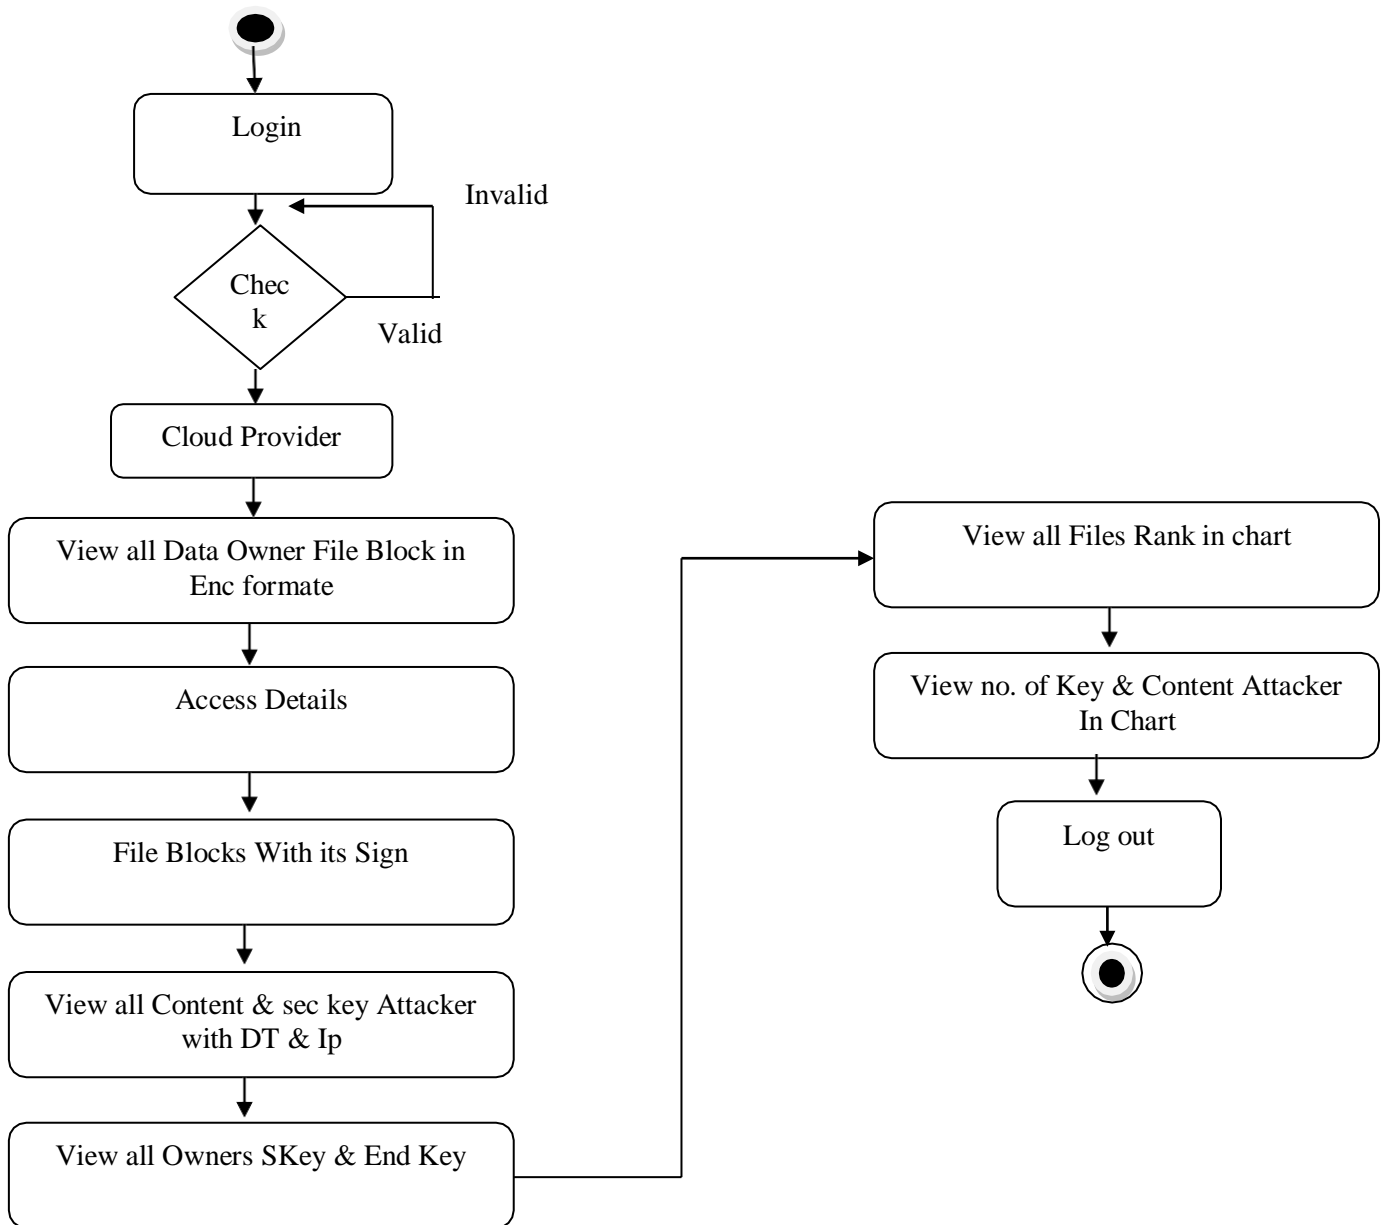 Login
Invalid
Chec
k
Valid
Cloud Provider
View all Data Owner File Block in
Enc formate
Access Details
File Blocks With its Sign
View all Content & sec key Attacker
with DT & Ip
View all Owners SKey & End Key
View all Files Rank in chart
View no. of Key & Content Attacker
In Chart
Log out